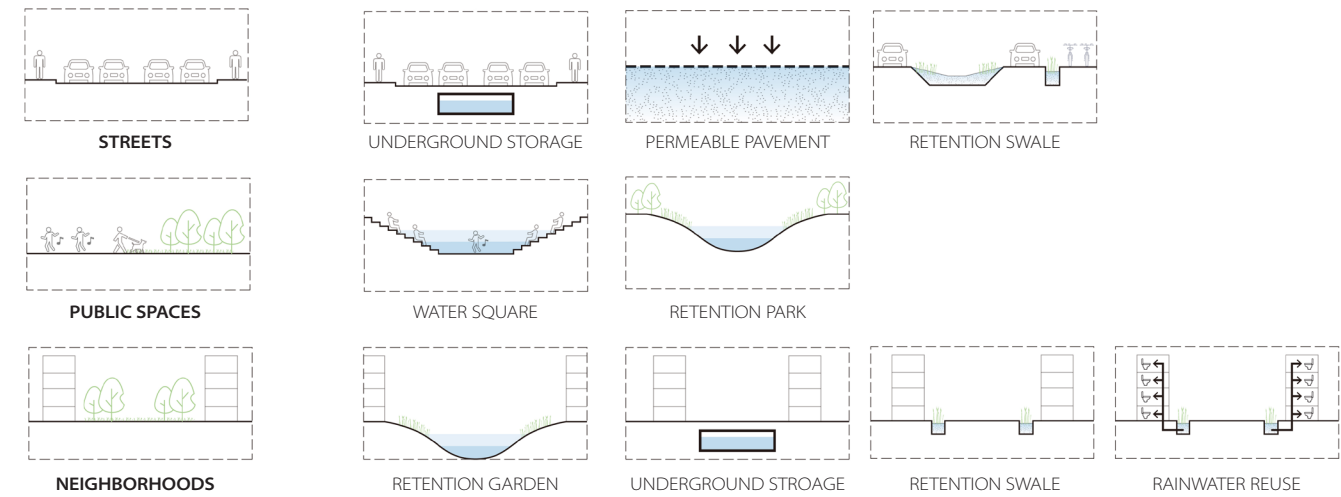 STREETS
UNDERGROUND STORAGE
PERMEABLE PAVEMENT
RETENTION SWALE
PUBLIC SPACES
WATER SQUARE
RETENTION PARK
NEIGHBORHOODS
RETENTION GARDEN
UNDERGROUND STROAGE
RETENTION SWALE
RAINWATER REUSE